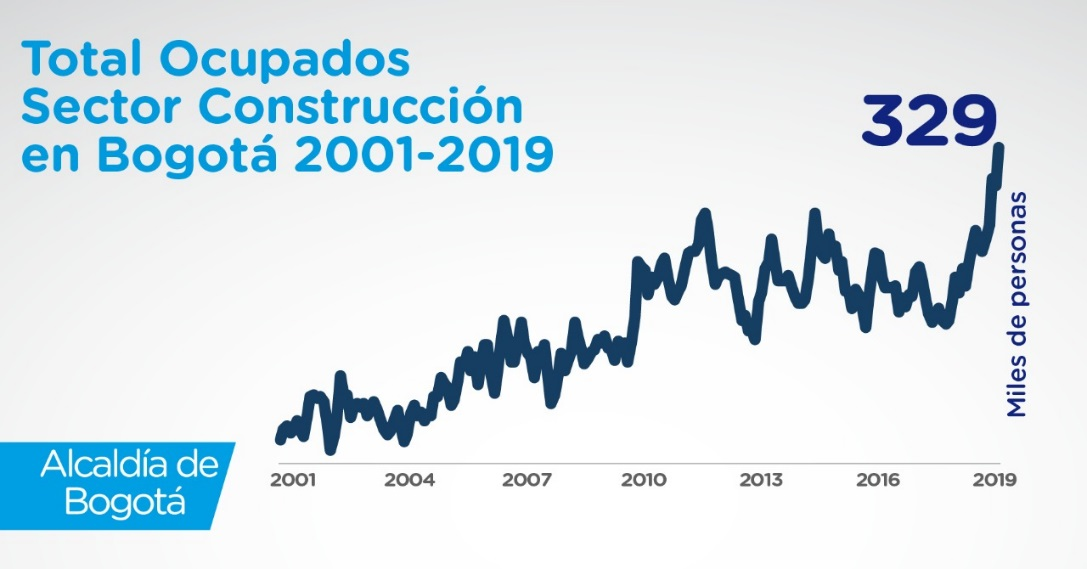 Total Ocupados
Sector Construcción
en Bogotá 2001-2019
329
Miles de personas
Alcaldía de
Bogotá
2001 2004 2007 2010 2013 2016 2019